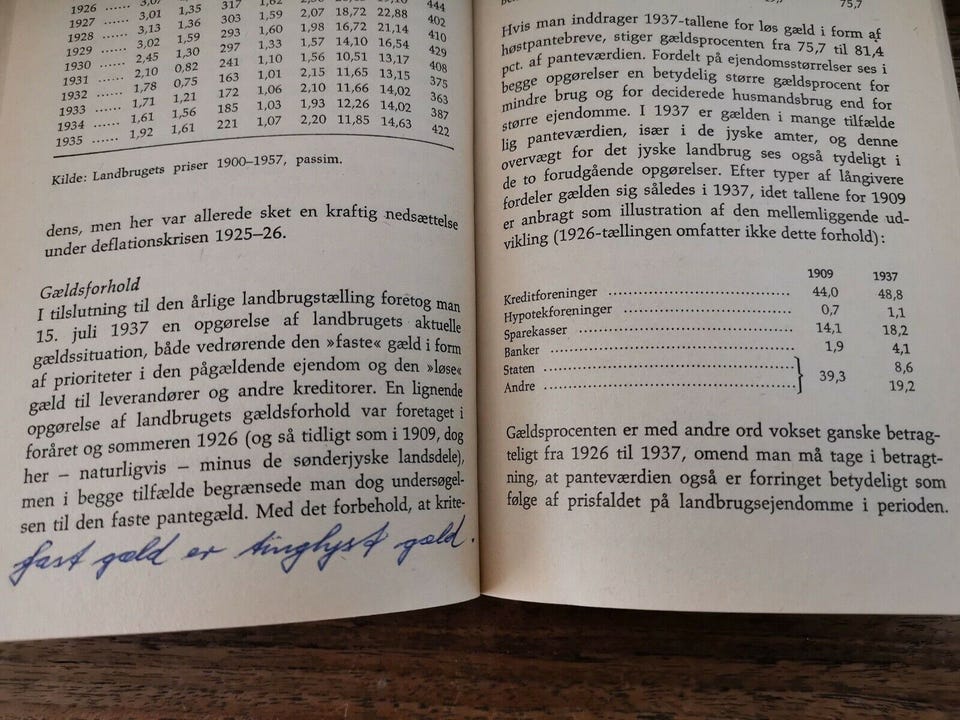 1926 ...... 3,07
3,01 1,35 317 1,62 444
1928 ...... 3,13 1,36 303 1,59 2,07 18,72 22,88 402
1929 ...... 3,02 1,59 293 1,60 1,98 16,72 21,14 410
1930 ...... 2,45 1,30 297 1,33 1,57 14,10 16,54 429
1931 ...... 2,10 0,82 241 1,10 1,56 10,51 13,17 408
1932 ...... 1,78 0,75 163 1,01 2,15 11,65 13,15 375
1933 ...... 1,71 1,21 172 1,06 2,10 11,66 14,02 363
1934 ...... 1,61 1,56 185 1,03 1,93 12,26 14,02 387
1935 ...... 1,92 1,61 221 1,07 2,20 11,85 14,63 422
Kilde: Landbrugets priser 1900–1957, passim.
dens, men her var allerede sket en kraftig nedsættelse
under deflationskrisen 1925–26.
Gældsforhold
I tilslutning til den årlige landbrugstælling foretog man
15. juli 1937 en opgørelse af landbrugets aktuelle
gældssituation, både vedrørende den »faste« gæld i form
af prioriteter i den pågældende ejendom og den »løse«
gæld til leverandører og andre kreditorer. En lignende
opgørelse af landbrugets gældsforhold var foretaget i
foråret og sommeren 1926 (og så tidligt som i 1909, dog
her – naturligvis – minus de sønderjyske landsdele),
men i begge tilfælde begrænsede man dog undersøgel-
sen til den faste pantegæld. Med det forbehold, at krite-
fast gæld er tinglyst gæld.
75,7
Hvis man inddrager 1937-tallene for løs gæld i form af
høstpantebreve, stiger gældsprocenten fra 75,7 til 81,4
pct. af panteværdien. Fordelt på ejendomsstørrelser ses i
begge opgørelser en betydelig større gældsprocent for
mindre brug og for deciderede husmandsbrug end for
større ejendomme. I 1937 er gælden i mange tilfælde
lig panteværdien, især i de jyske amter, og denne
overvægt for det jyske landbrug ses også tydeligt i
de to forudgående opgørelser. Efter typer af långivere
fordeler gælden sig således i 1937, idet tallene for 1909
er anbragt som illustration af den mellemliggende ud-
vikling (1926-tællingen omfatter ikke dette forhold):
1909 1937
Kreditforeninger 44,0 48,8
Hypotekforeninger 0,7 1,1
Sparekasser 14,1 18,2
Banker 1,9 4,1
Staten 8,6
39,3
Andre 19,2
Gældsprocenten er med andre ord vokset ganske betrag-
teligt fra 1926 til 1937, omend man må tage i betragt-
ning, at panteværdien også er forringet betydeligt som
følge af prisfaldet på landbrugsejendomme i perioden.